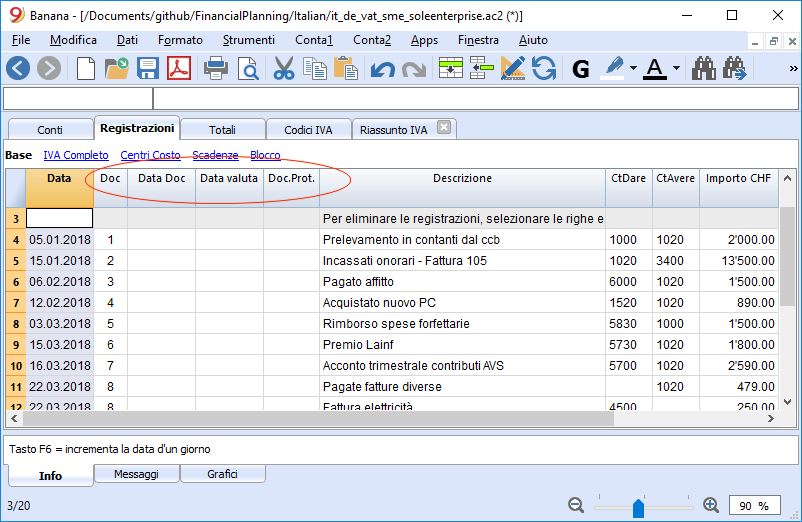 Banana - [/Documents/github/FinancialPlanning/Italian/it_de_vat_sme_soleenterprise.ac2 (*)]
File Modifica Dati Formato Strumenti Conta1 Conta2 Apps Finestra Aiuto
G A »
Conti Registrazioni Totali Codici IVA Riassunto IVA
Base IVA Completo Centri Costo Scadenze Blocco
Data Doc Data Doc Data valuta Doc.Prot. Descrizione CtDare CtAvere Importo CHF
3 Per eliminare le registrazioni, selezionare le righe e
4 05.01.2018 1 Prelevamento in contanti dal ccb 1000 1020 2'000.00
5 15.01.2018 2 Incassati onorari - Fattura 105 1020 3400 13'500.00
6 06.02.2018 3 Pagato affitto 6000 1020 1'500.00
7 12.02.2018 4 Acquistato nuovo PC 1520 1020 890.00
8 03.03.2018 5 Rimborso spese forfettarie 5830 1000 1'500.00
9 15.03.2018 6 Premio Lainf 5730 1020 1'800.00
10 16.03.2018 7 Acconto trimestrale contributi AVS 5700 1020 2'590.00
11 22.03.2018 8 Pagate fatture diverse 1020 479.00
12 22.03.2018 8 Fattura elettricità 4500 250.00
Tasto F6 = incrementa la data d'un giorno
Info Messaggi Grafici
3/20 90 %